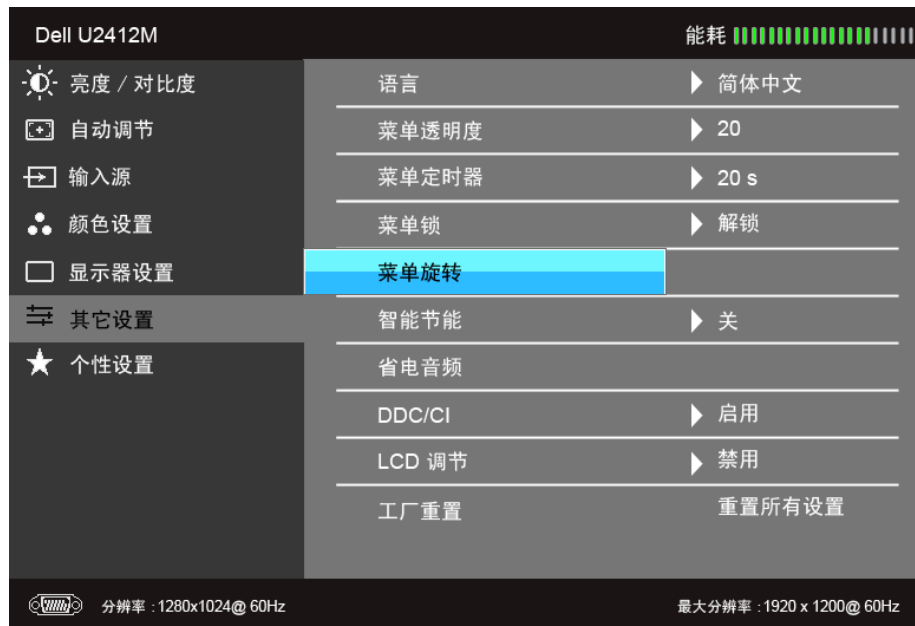 Dell U2412M 能耗
亮度 / 对比度
自动调节
输入源
颜色设置
显示器设置
其它设置
个性设置
语言 简体中文
菜单透明度 20
菜单定时器 20 s
菜单锁 解锁
菜单旋转
智能节能 关
省电音频
DDC/CI 启用
LCD 调节 禁用
工厂重置 重置所有设置
分辨率 :1280x1024@ 60Hz 最大分辨率 :1920 x 1200@ 60Hz